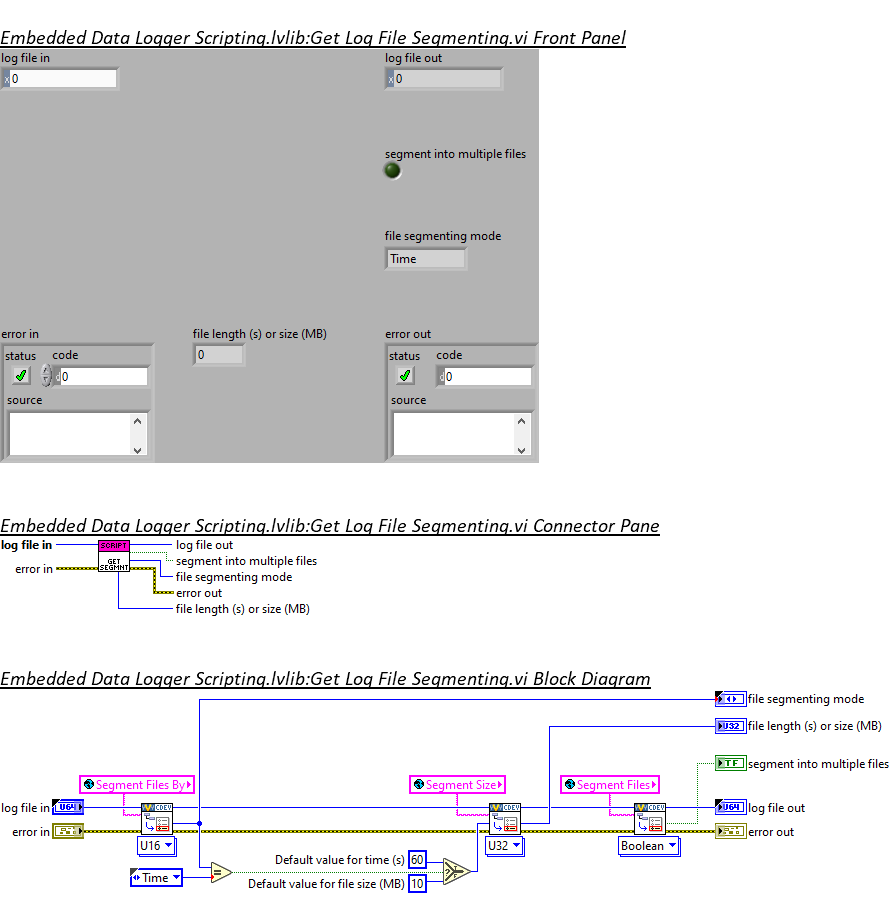 Embedded Data Logger Scripting.lvlib:Get Log File Segmenting.vi Front Panel
log file in
x 0
log file out
x 0
segment into multiple files
file segmenting mode
Time
error in
status
code
d 0
source
file length (s) or size (MB)
0
error out
status
code
d 0
source
Embedded Data Logger Scripting.lvlib:Get Log File Segmenting.vi Connector Pane
log file in
error in
SCRIPT
GET
SEGMNT
log file out
segment into multiple files
file segmenting mode
error out
file length (s) or size (MB)
Embedded Data Logger Scripting.lvlib:Get Log File Segmenting.vi Block Diagram
file segmenting mode
U32 file length (s) or size (MB)
TF segment into multiple files
Segment Files By
Segment Size
Segment Files
log file in U64
CDEV
CDEV
CDEV
U64 log file out
error in
error out
U16
U32
Boolean
Time
=
Default value for time (s) 60
Default value for file size (MB) 10
? T F